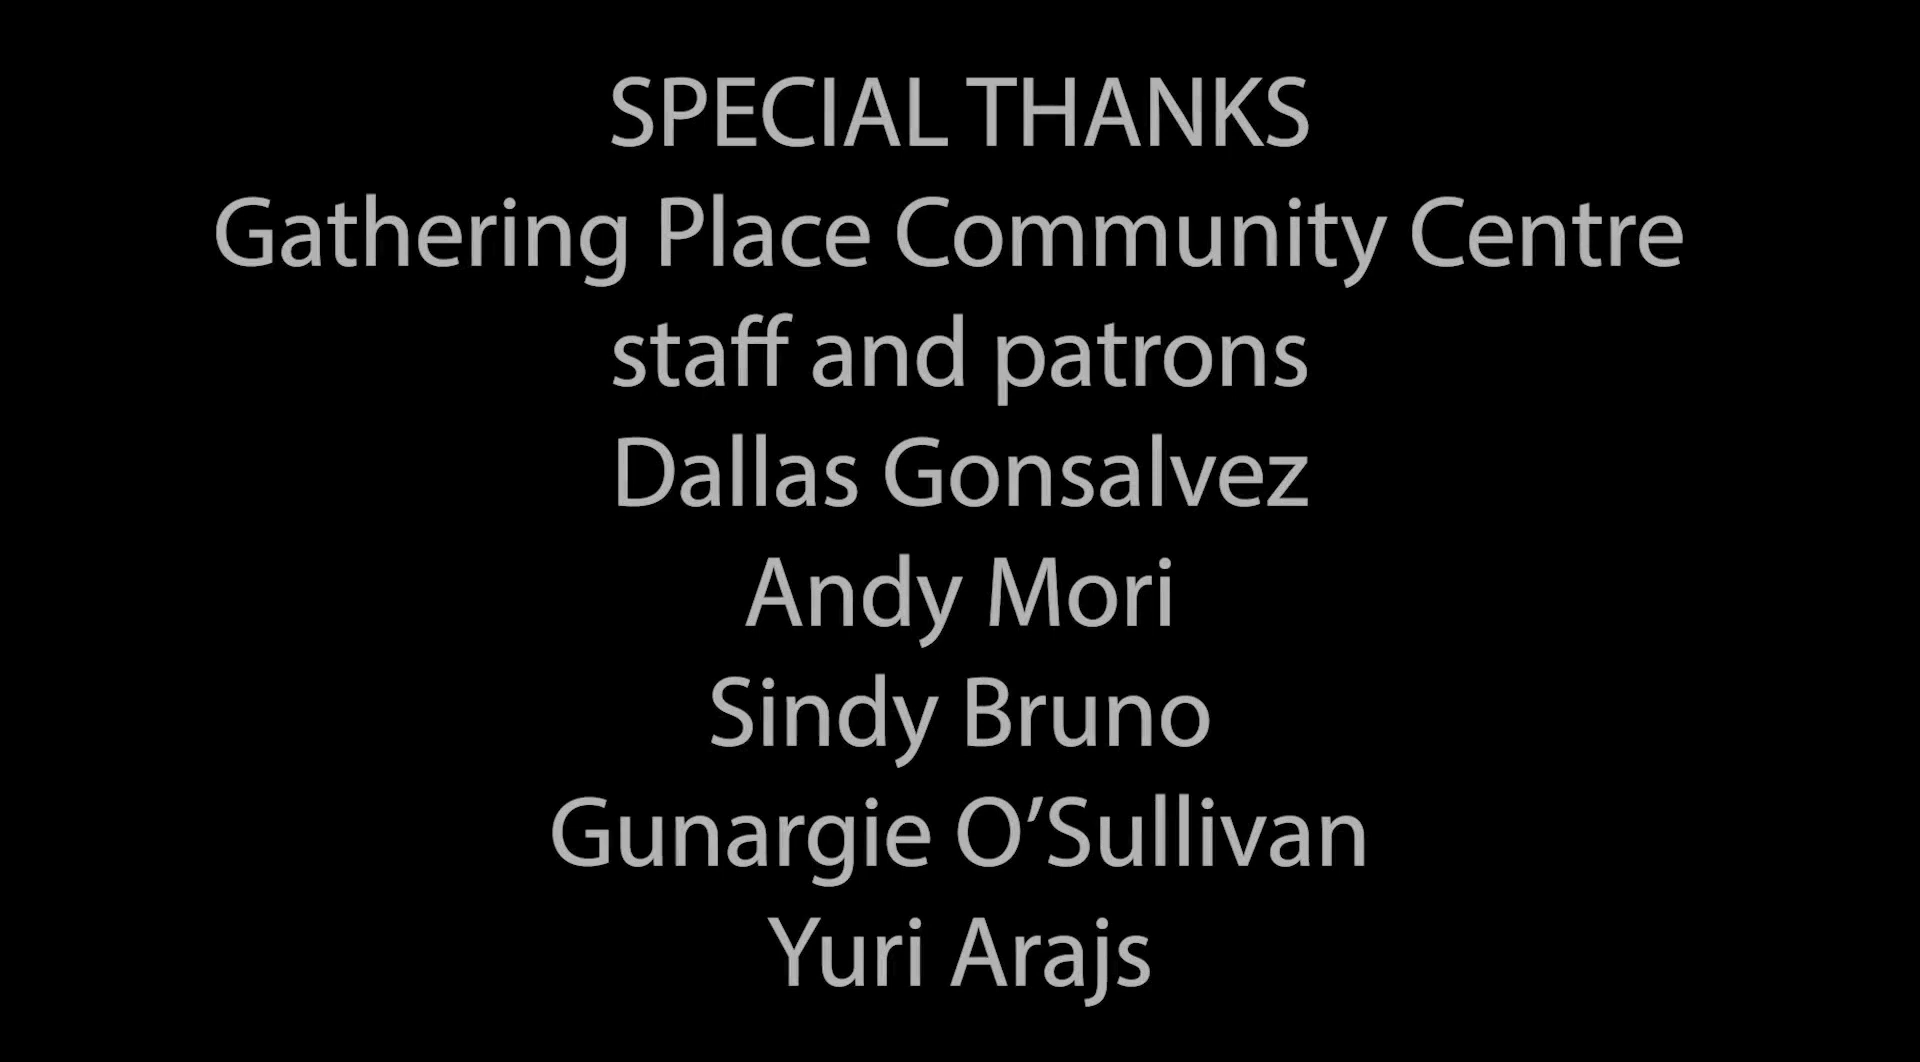 SPECIAL THANKS
Gathering Place Community Centre
staff and patrons
Dallas Gonsalvez
Andy Mori
Sindy Bruno
Gunargie O’Sullivan
Yuri Arajs